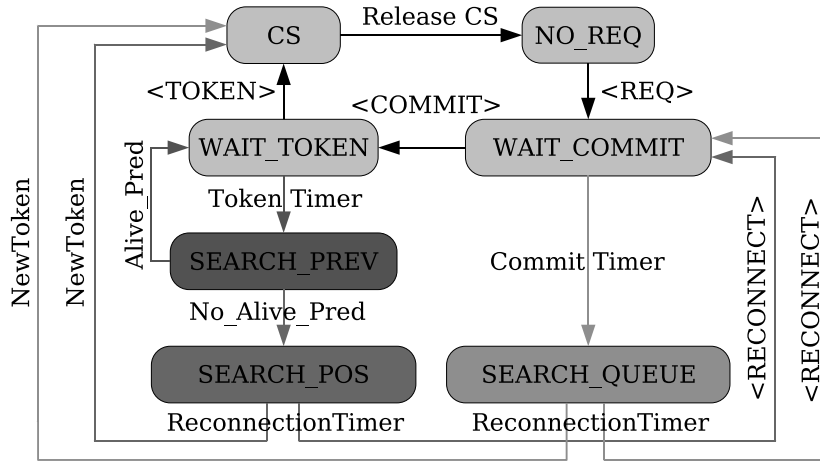 Release CS
CS
NO_REQ
<TOKEN>
<COMMIT>
<REQ>
WAIT_TOKEN
WAIT_COMMIT
Alive_Pred
Token Timer
NewToken
NewToken
SEARCH_PREV
Commit Timer
<RECONNECT>
<RECONNECT>
No_Alive_Pred
SEARCH_POS
SEARCH_QUEUE
ReconnectionTimer
ReconnectionTimer